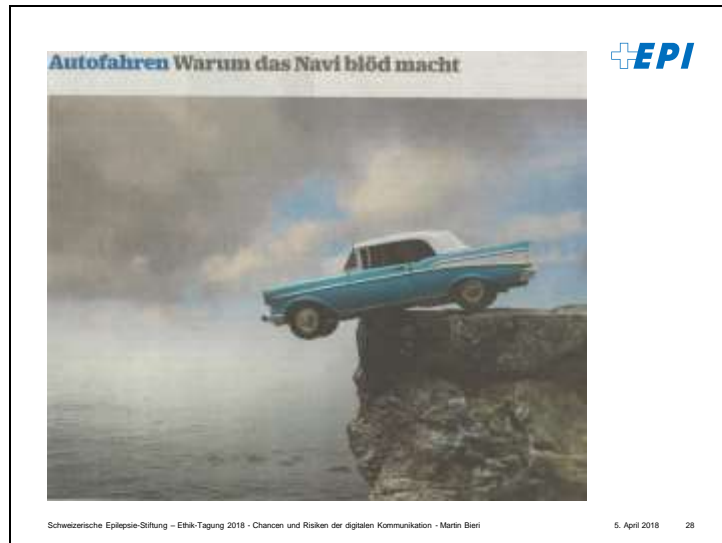 Autofahren Warum das Navi blöd macht
EPI
Schweizerische Epilepsie-Stiftung – Ethik-Tagung 2018 - Chancen und Risiken der digitalen Kommunikation - Martin Bieri 5. April 2018 28